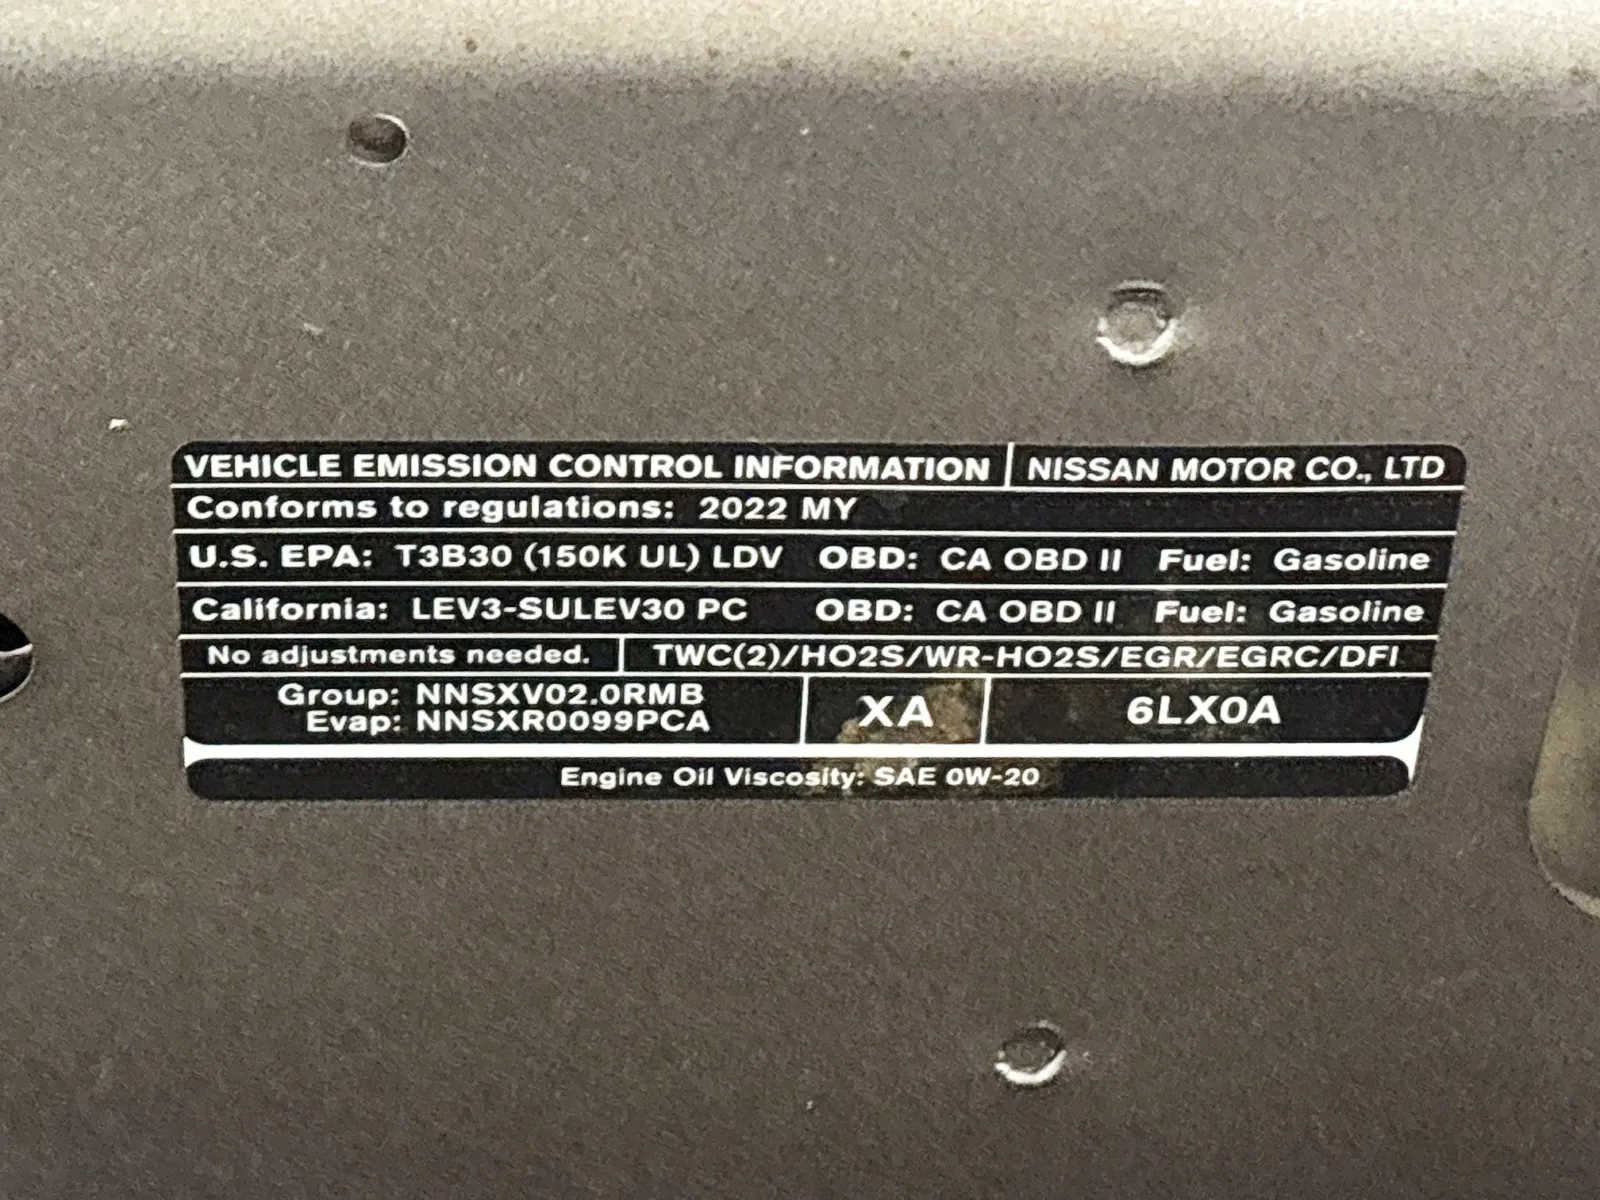 VEHICLE EMISSION CONTROL INFORMATION NISSAN MOTOR CO., LTD
Conforms to regulations: 2022 MY
U.S. EPA: T3B30 (150K UL) LDV OBD: CA OBD II Fuel: Gasoline
California: LEV3-SULEV30 PC OBD: CA OBD II Fuel: Gasoline
No adjustments needed. TWC(2)/HO2S/WR-HO2S/EGR/EGRC/DFI
Group: NNSXV02.0RMB
Evap: NNSXR0099PCA
XA
6LX0A
Engine Oil Viscosity: SAE 0W-20